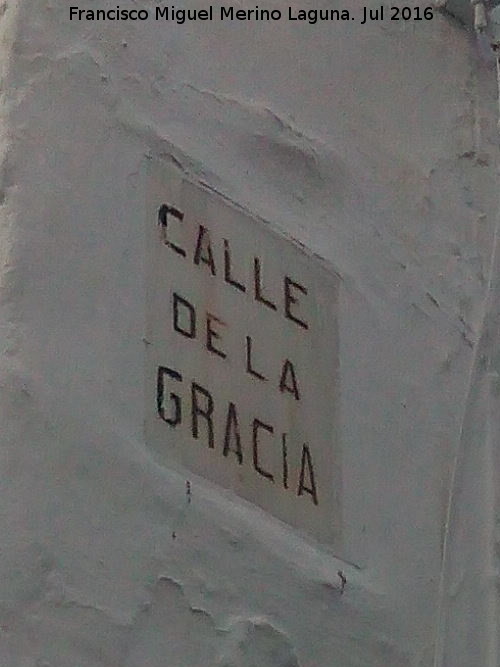 Francisco Miguel Merino Laguna. Jul 2016
CALLE
DE LA
GRACIA